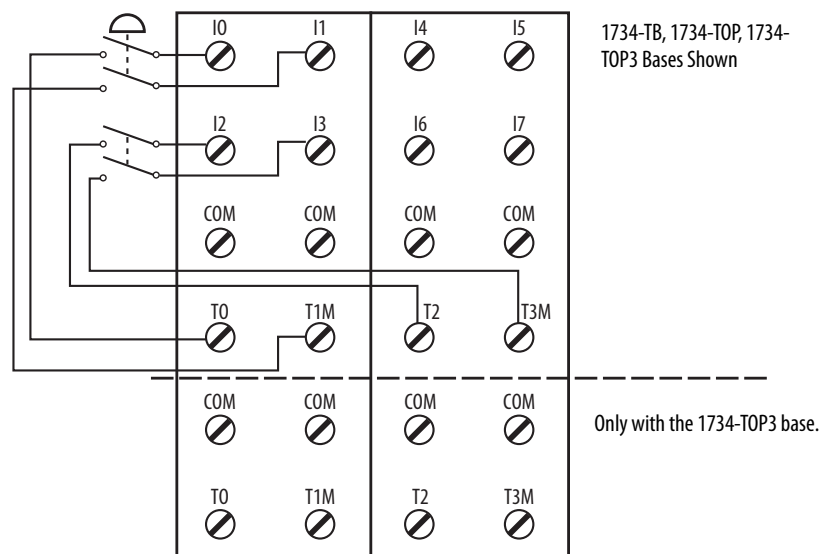 I0 I1 I4 I5
1734-TB, 1734-TOP, 1734-
TOP3 Bases Shown
I2 I3 I6 I7
COM COM COM COM
T0 T1M T2 T3M
COM COM COM COM
Only with the 1734-TOP3 base.
T0 T1M T2 T3M